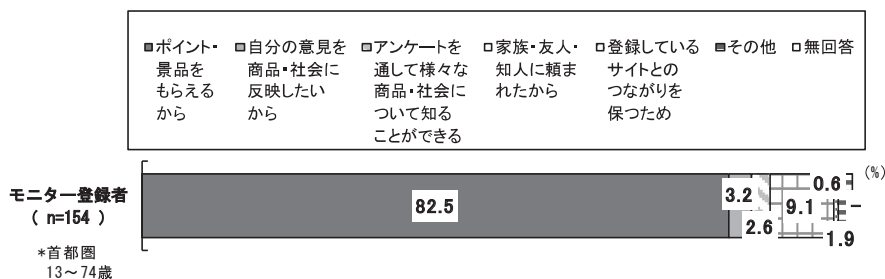 ■ポイント・景品をもらえるから
■自分の意見を商品・社会に反映したいから
□アンケートを通して様々な商品・社会について知ることができる
□家族・友人・知人に頼まれたから
□登録しているサイトとのつながりを保つため
■その他
□無回答
(%)
モニター登録者
( n=154 )
*首都圏
13～74歳
82.5
3.2
2.6
9.1
0.6
−
1.9